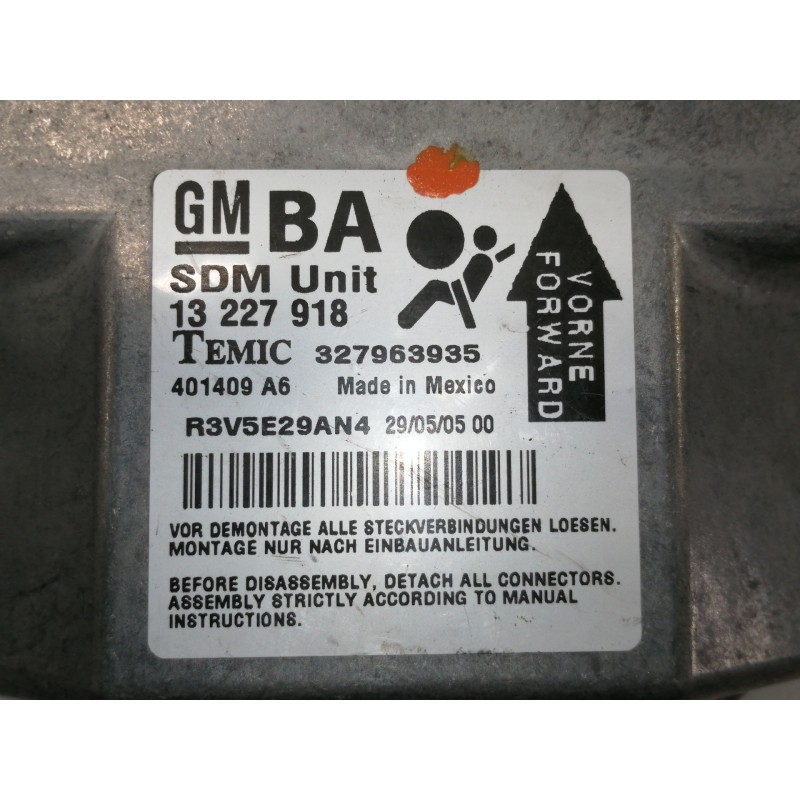 GM BA
SDM Unit
13 227 918
TEMIC 327963935
401409 A6 Made in Mexico
R3V5E29AN4 29/05/05 00
VORNE
FORWARD
VOR DEMONTAGE ALLE STECKVERBINDUNGEN LOESEN.
MONTAGE NUR NACH EINBAUANLEITUNG.
BEFORE DISASSEMBLY, DETACH ALL CONNECTORS.
ASSEMBLY STRICTLY ACCORDING TO MANUAL
INSTRUCTIONS.